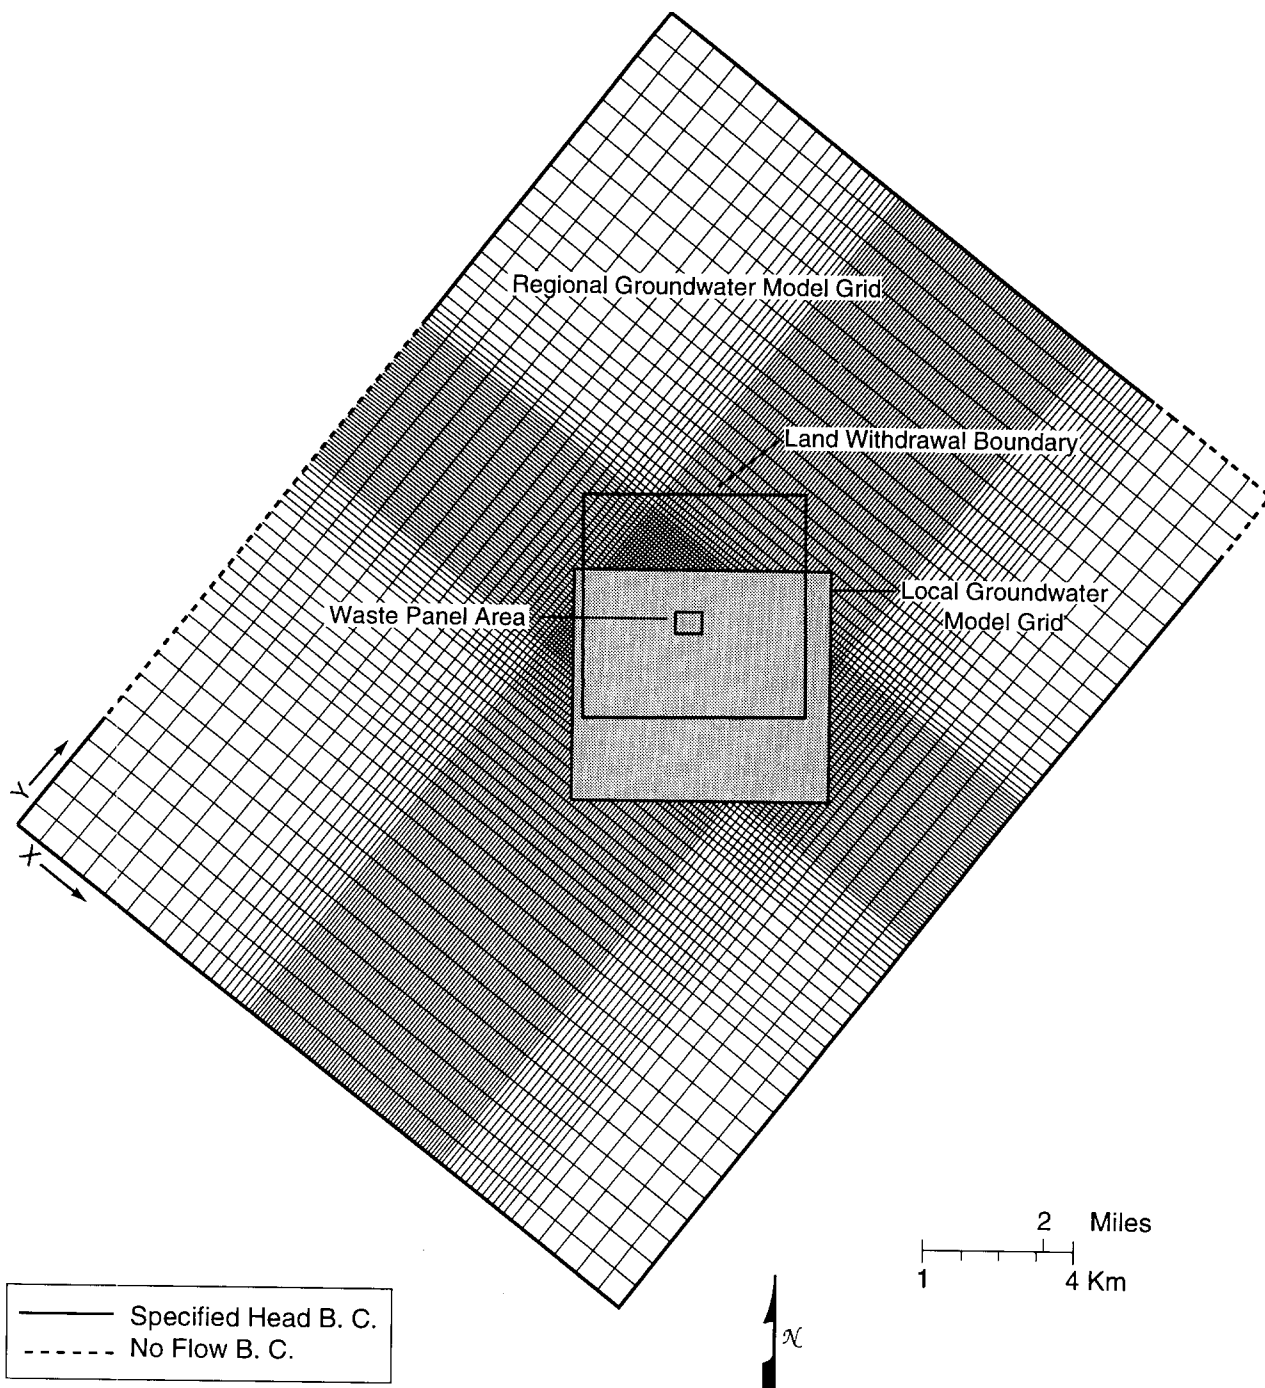 Regional Groundwater Model Grid
Land Withdrawal Boundary
Local Groundwater
Model Grid
Waste Panel Area
Y
X
2 Miles
1 4 Km
Specified Head B. C.
No Flow B. C.
N